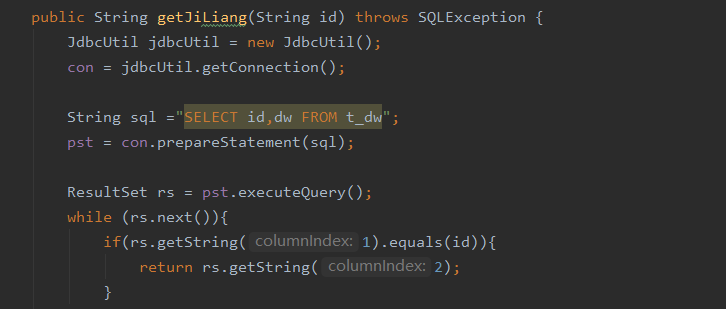 public String getJiLiang(String id) throws SQLException {
JdbcUtil jdbcUtil = new JdbcUtil();
con = jdbcUtil.getConnection();
String sql ="SELECT id,dw FROM t_dw";
pst = con.prepareStatement(sql);
ResultSet rs = pst.executeQuery();
while (rs.next()){
if(rs.getString( columnIndex: 1).equals(id)){
return rs.getString( columnIndex: 2);
}